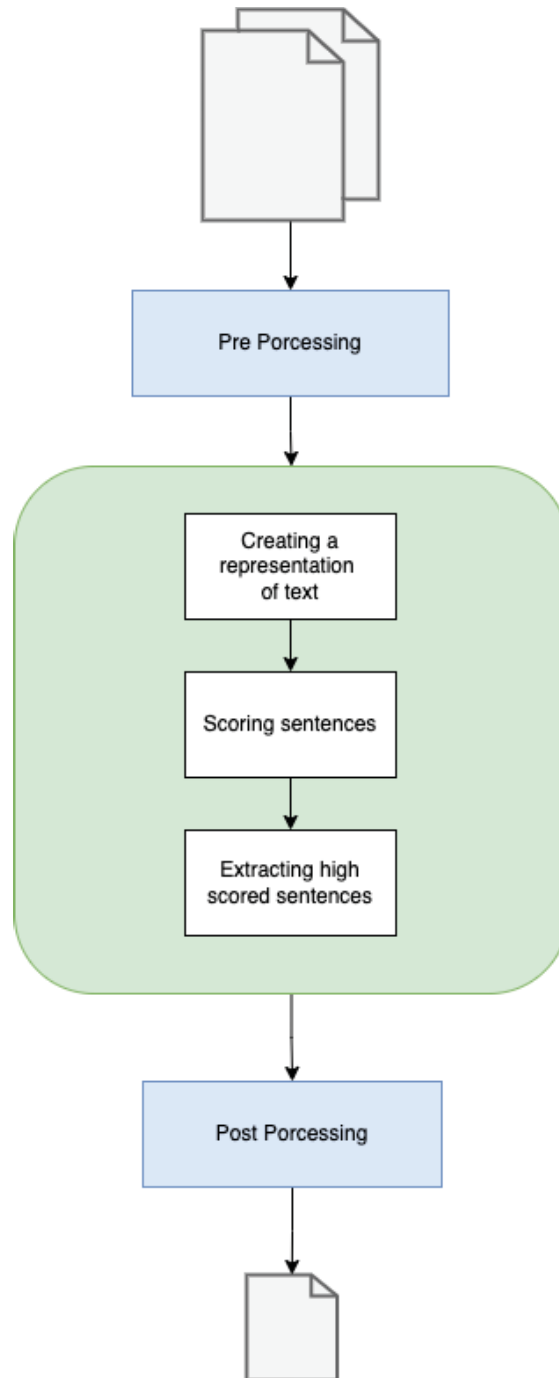 Pre Porcessing
Creating a
representation
of text
Scoring sentences
Extracting high
scored sentences
Post Porcessing